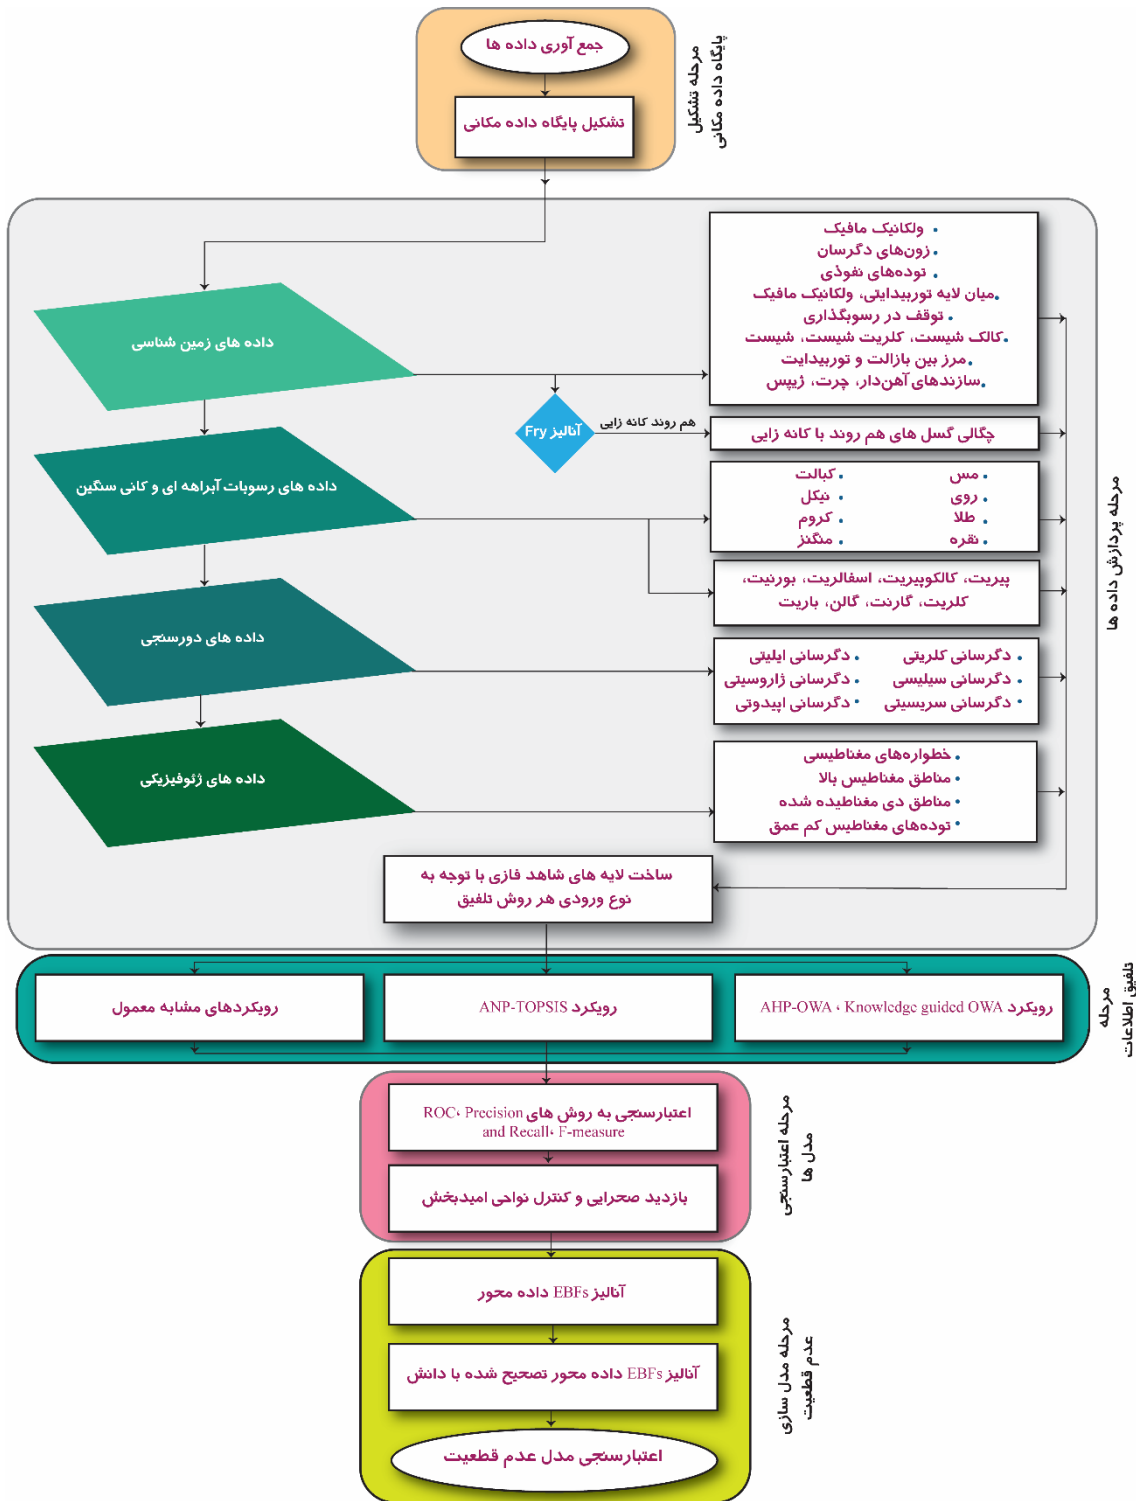 جمع آوری داده ها
تشکیل پایگاه داده مکانی
مرحله تشکیل
پایگاه داده مکانی
ولکانیک مافیک
زون‌های دگرسان
توده‌های نفوذی
میان لایه توربیدایتی، ولکانیک مافیک
توقف در رسوبگذاری
کالک شیست، کلریت شیست، شیست
مرز بین بازالت و توربیدایت
سازندهای آهن‌دار، چرت، ژیپس
داده های زمین شناسی
آنالیز Fry
هم روند کانه زایی
چگالی گسل های هم روند با کانه زایی
داده های رسوبات آبراهه ای و کانی سنگین
مس
کبالت
روی
نیکل
طلا
کروم
نقره
منگنز
پیریت، کالکوپیریت، اسفالریت، بورنیت،
کلریت، گارنت، گالن، باریت
داده های دورسنجی
دگرسانی کلریتی
دگرسانی ایلیتی
دگرسانی سیلیسی
دگرسانی ژاروسیتی
دگرسانی سریسیتی
دگرسانی اپیدوتی
داده های ژئوفیزیکی
خطواره‌های مغناطیسی
مناطق مغناطیس بالا
مناطق دی مغناطیده شده
توده‌های مغناطیس کم عمق
ساخت لایه های شاهد فازی با توجه به
نوع ورودی هر روش تلفیق
مرحله پردازش داده ها
رویکرد AHP-OWA ، Knowledge guided OWA
رویکرد ANP-TOPSIS
رویکردهای مشابه معمول
مرحله
تلفیق اطلاعات
اعتبارسنجی به روش های ROC، Precision
and Recall، F-measure
بازدید صحرایی و کنترل نواحی امیدبخش
مرحله اعتبارسنجی
مدل ها
آنالیز EBFs داده محور
آنالیز EBFs داده محور تصحیح شده با دانش
اعتبارسنجی مدل عدم قطعیت
مرحله مدل سازی
عدم قطعیت